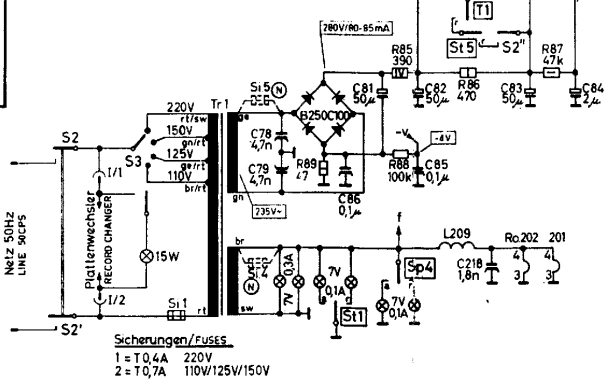 280V/80-85mA
T1
r
St5
r
S2"
R85
390
1V
R86
470
R87
47k
C81
50µ
C82
50µ
C83
50µ
C84
2µ
Tr1
Si5
N
ge
B250C100
C78
4,7n
C79
4,7n
R89
47
C86
0,1µ
-V
-4V
R88
100k
C85
0,1µ
gn
235V~
220V
rt/sw
150V
gn/rt
125V
ge/rt
110V
br/rt
S3
S2
I/1
Netz 50Hz
LINE 50CPS
Plattenwechsler
RECORD CHANGER
15W
I/2
Si1
rt
S2'
br
N
0,3A
7V
sw
7V
0,1A
a
r
St1
f
Sp4
a
r
7V
0,1A
L209
C218
1,8n
Ro.202
201
4
3
4
3
Sicherungen/FUSES
1 = T0,4A 220V
2 = T0,7A 110V/125V/150V